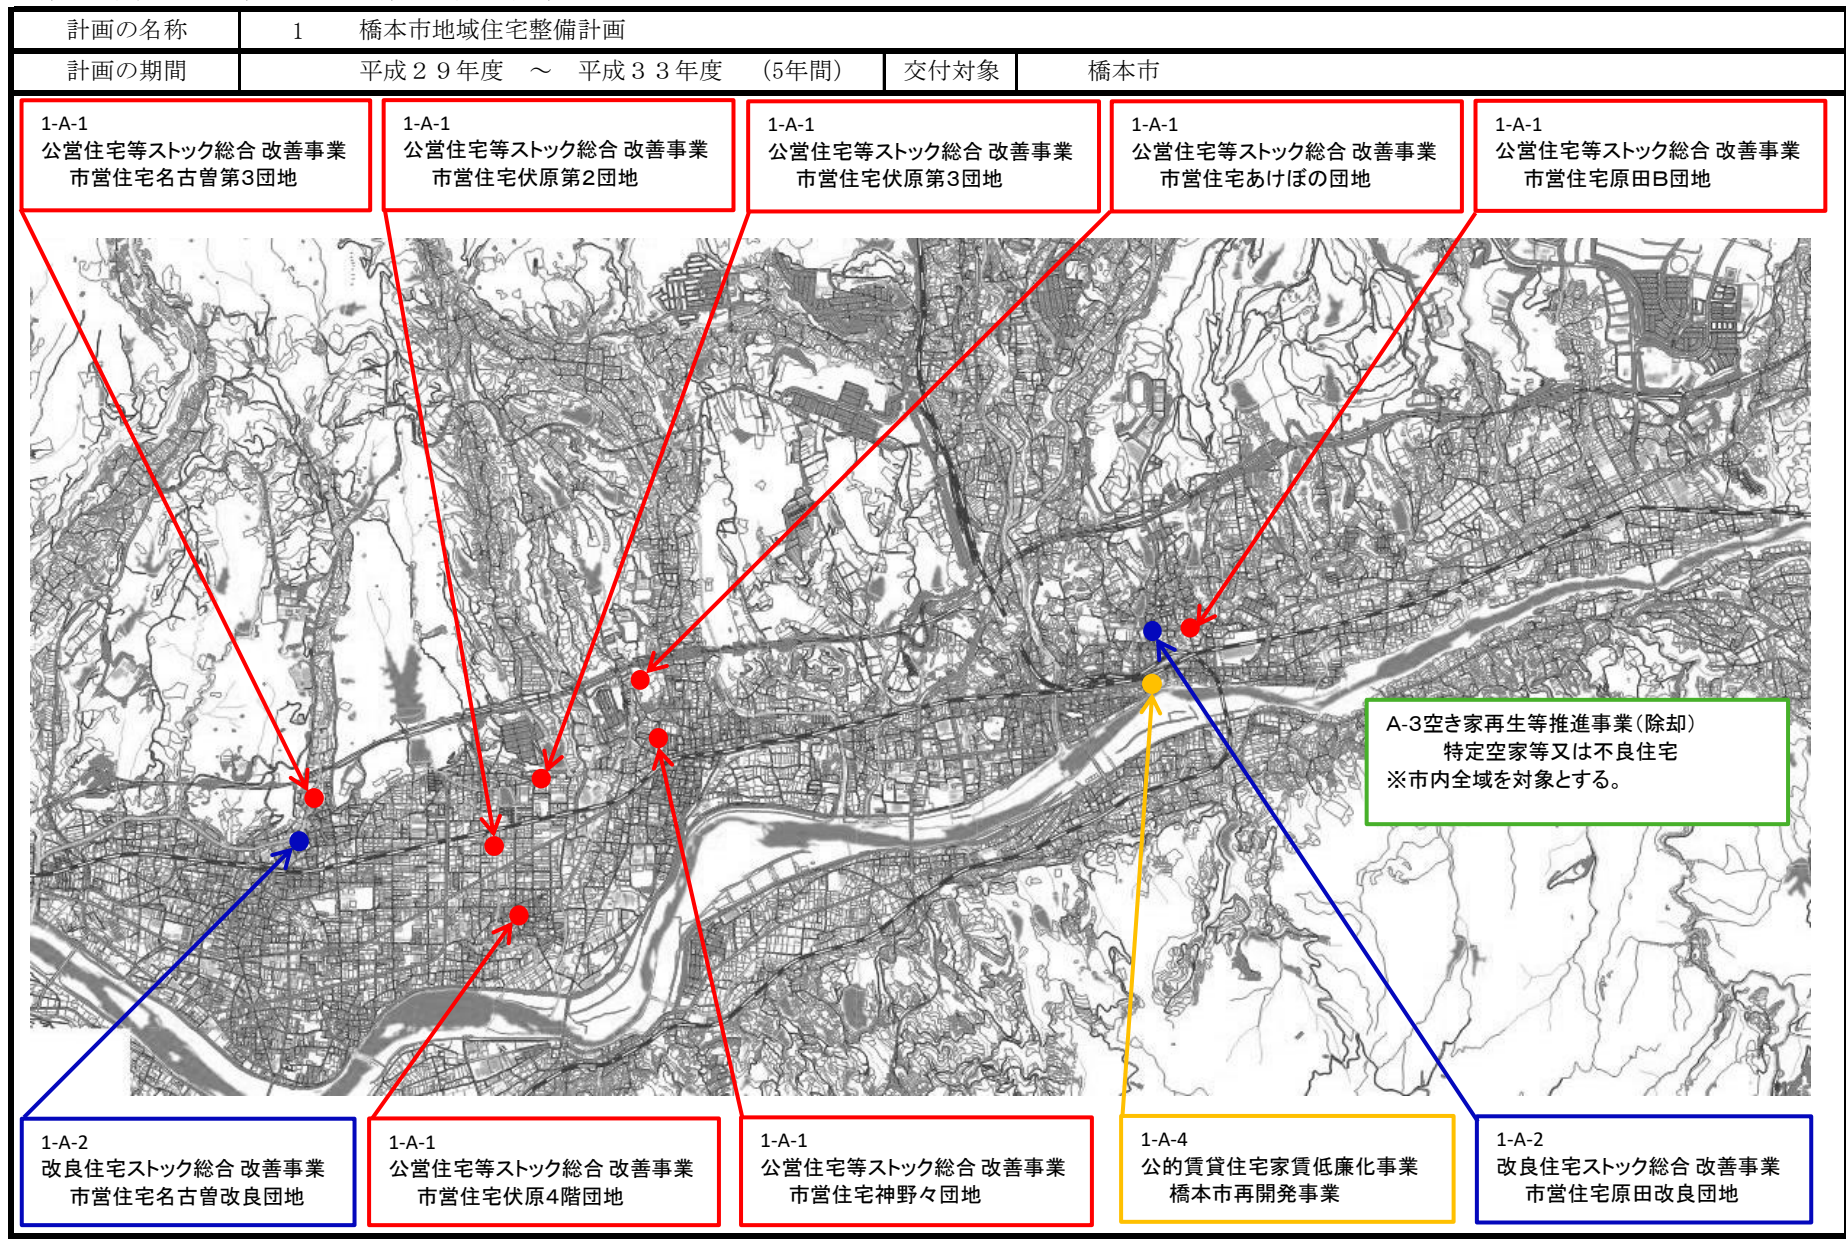 計画の名称 1 橋本市地域住宅整備計画
計画の期間 平成２９年度 ～ 平成３３年度 （5年間） 交付対象 橋本市
1-A-1
公営住宅等ストック総合 改善事業
市営住宅名古曽第3団地
1-A-1
公営住宅等ストック総合 改善事業
市営住宅伏原第2団地
1-A-1
公営住宅等ストック総合 改善事業
市営住宅伏原第3団地
1-A-1
公営住宅等ストック総合 改善事業
市営住宅あけぼの団地
1-A-1
公営住宅等ストック総合 改善事業
市営住宅原田B団地
A-3空き家再生等推進事業（除却）
特定空家等又は不良住宅
※市内全域を対象とする。
1-A-2
改良住宅ストック総合 改善事業
市営住宅名古曽改良団地
1-A-1
公営住宅等ストック総合 改善事業
市営住宅伏原4階団地
1-A-1
公営住宅等ストック総合 改善事業
市営住宅神野々団地
1-A-4
公的賃貸住宅家賃低廉化事業
橋本市再開発事業
1-A-2
改良住宅ストック総合 改善事業
市営住宅原田改良団地